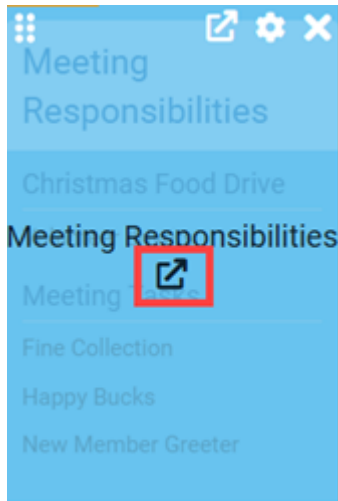 Meeting
Responsibilities
Christmas Food Drive
Meeting Responsibilities
Meeting Tasks
Fine Collection
Happy Bucks
New Member Greeter